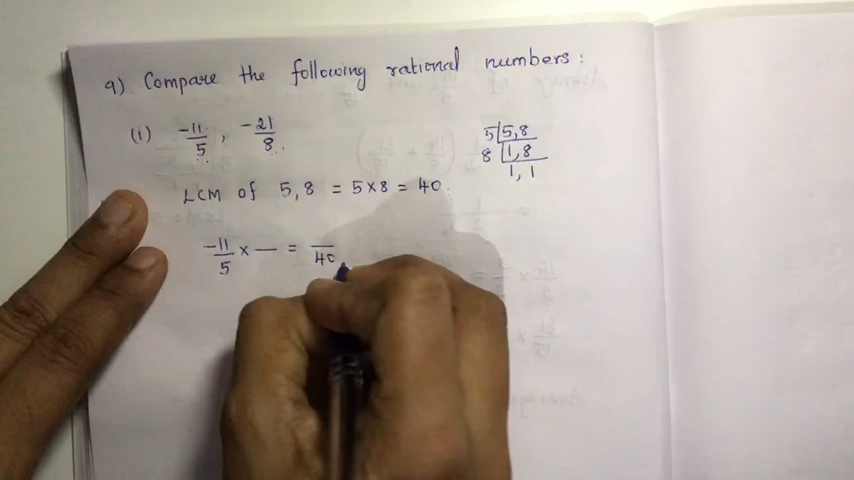 9). Compare the following rational numbers:
(1) -11/5 , -21/8
5|5,8
8|1,8
1,1
LCM of 5,8 = 5×8 = 40.
-11/5 × — = —/40